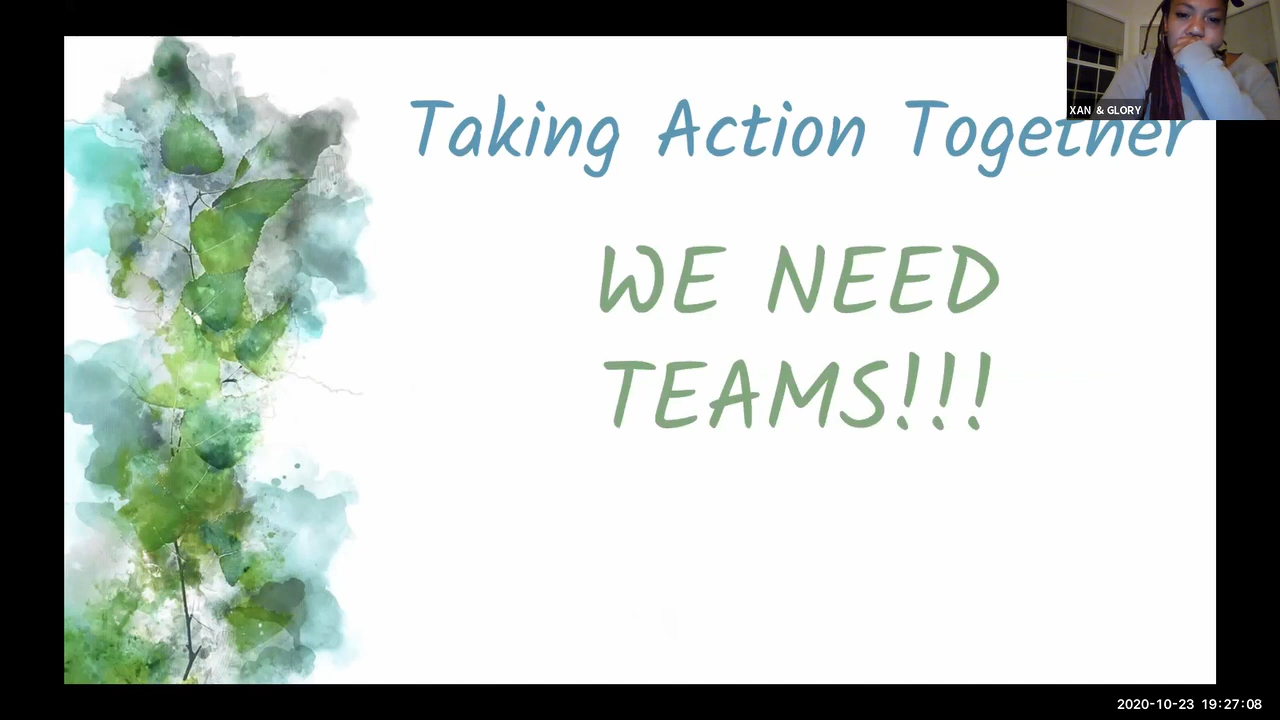 XAN & GLORY
Taking Action Together
WE NEED
TEAMS!!!
2020-10-23 19:27:08